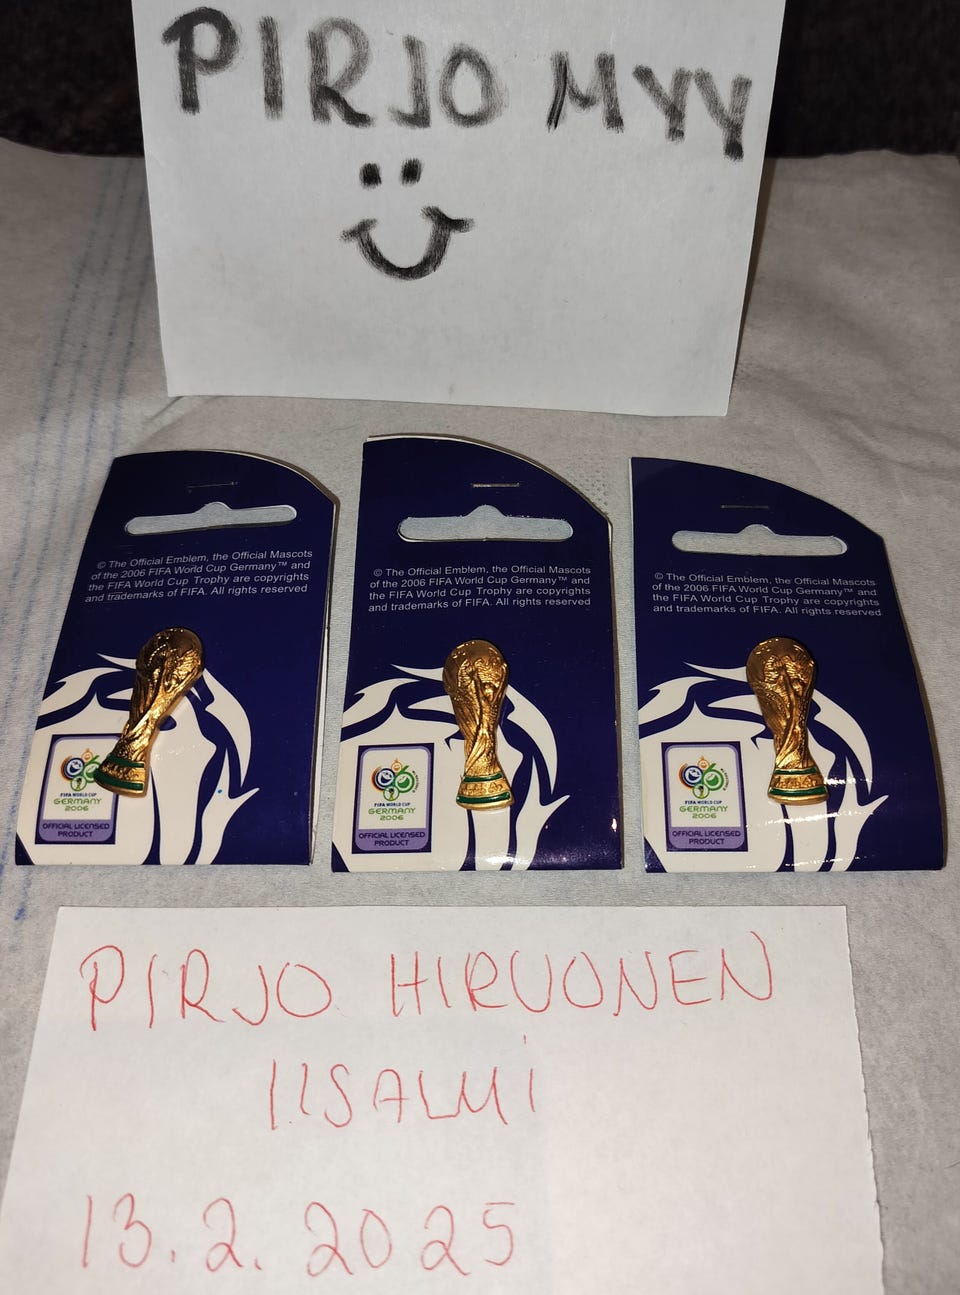 PIRJO MYY
© The Official Emblem, the Official Mascots
of the 2006 FIFA World Cup Germany™ and
the FIFA World Cup Trophy are copyrights
and trademarks of FIFA. All rights reserved
FIFA WORLD CUP
GERMANY
2006
OFFICIAL LICENSED
PRODUCT
© The Official Emblem, the Official Mascots
of the 2006 FIFA World Cup Germany™ and
the FIFA World Cup Trophy are copyrights
and trademarks of FIFA. All rights reserved
FIFA WORLD CUP
GERMANY
2006
OFFICIAL LICENSED
PRODUCT
© The Official Emblem, the Official Mascots
of the 2006 FIFA World Cup Germany™ and
the FIFA World Cup Trophy are copyrights
and trademarks of FIFA. All rights reserved
FIFA WORLD CUP
GERMANY
2006
OFFICIAL LICENSED
PRODUCT
PIRJO HIRVONEN
IISALMI
13.2.2025